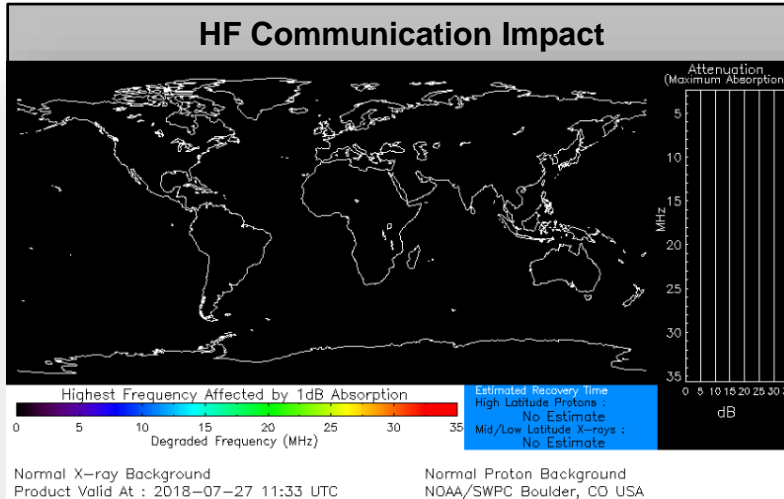 HF Communication Impact
Attenuation
(Maximum Absorption
5
10
15
20
25
30
35
MHz
0 5 10 15 20 25 30
dB
Highest Frequency Affected by 1dB Absorption
0 5 10 15 20 25 30 35
Degraded Frequency (MHz)
Estimated Recovery Time
High Latitude Protons :
No Estimate
Mid/Low Latitude X-rays :
No Estimate
Normal X-ray Background
Product Valid At : 2018-07-27 11:33 UTC
Normal Proton Background
NOAA/SWPC Boulder, CO USA